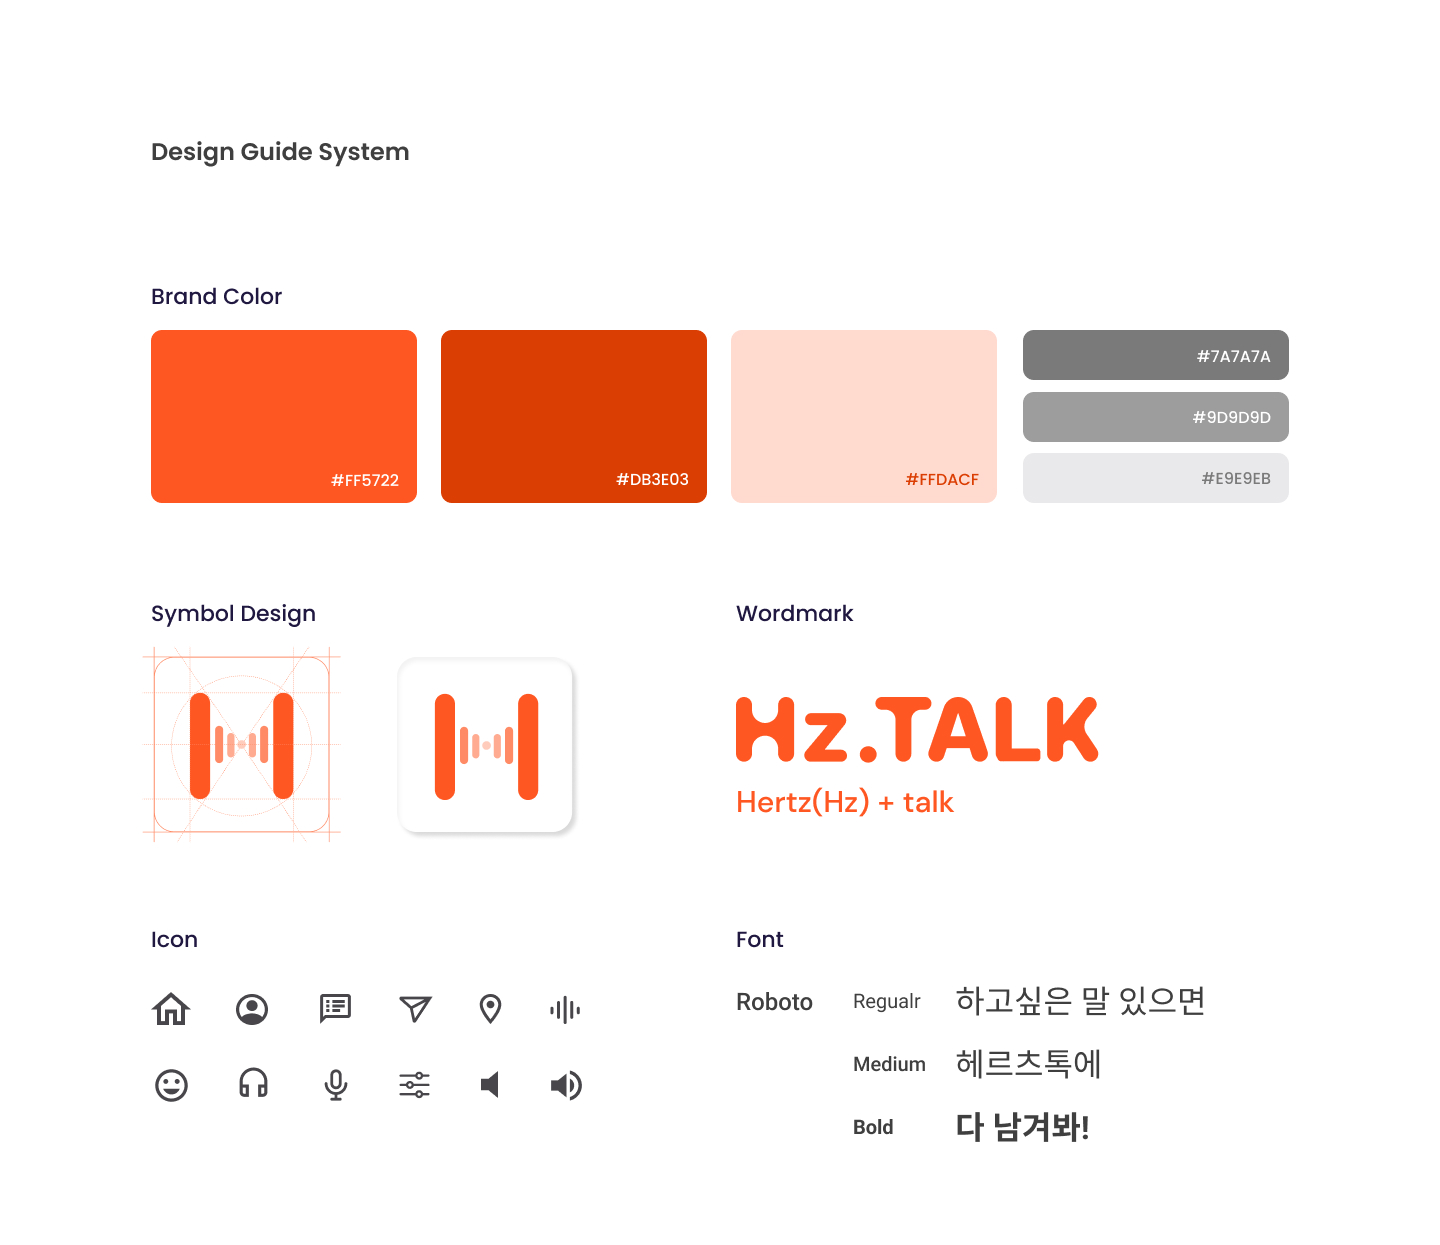 Design Guide System
Brand Color
#FF5722
#DB3E03
#FFDACF
#7A7A7A
#9D9D9D
#E9E9EB
Symbol Design
Wordmark
Hz.TALK
Hertz(Hz) + talk
Icon
Font
Roboto Regualr 하고싶은 말 있으면
Medium 헤르츠톡에
Bold 다 남겨봐!